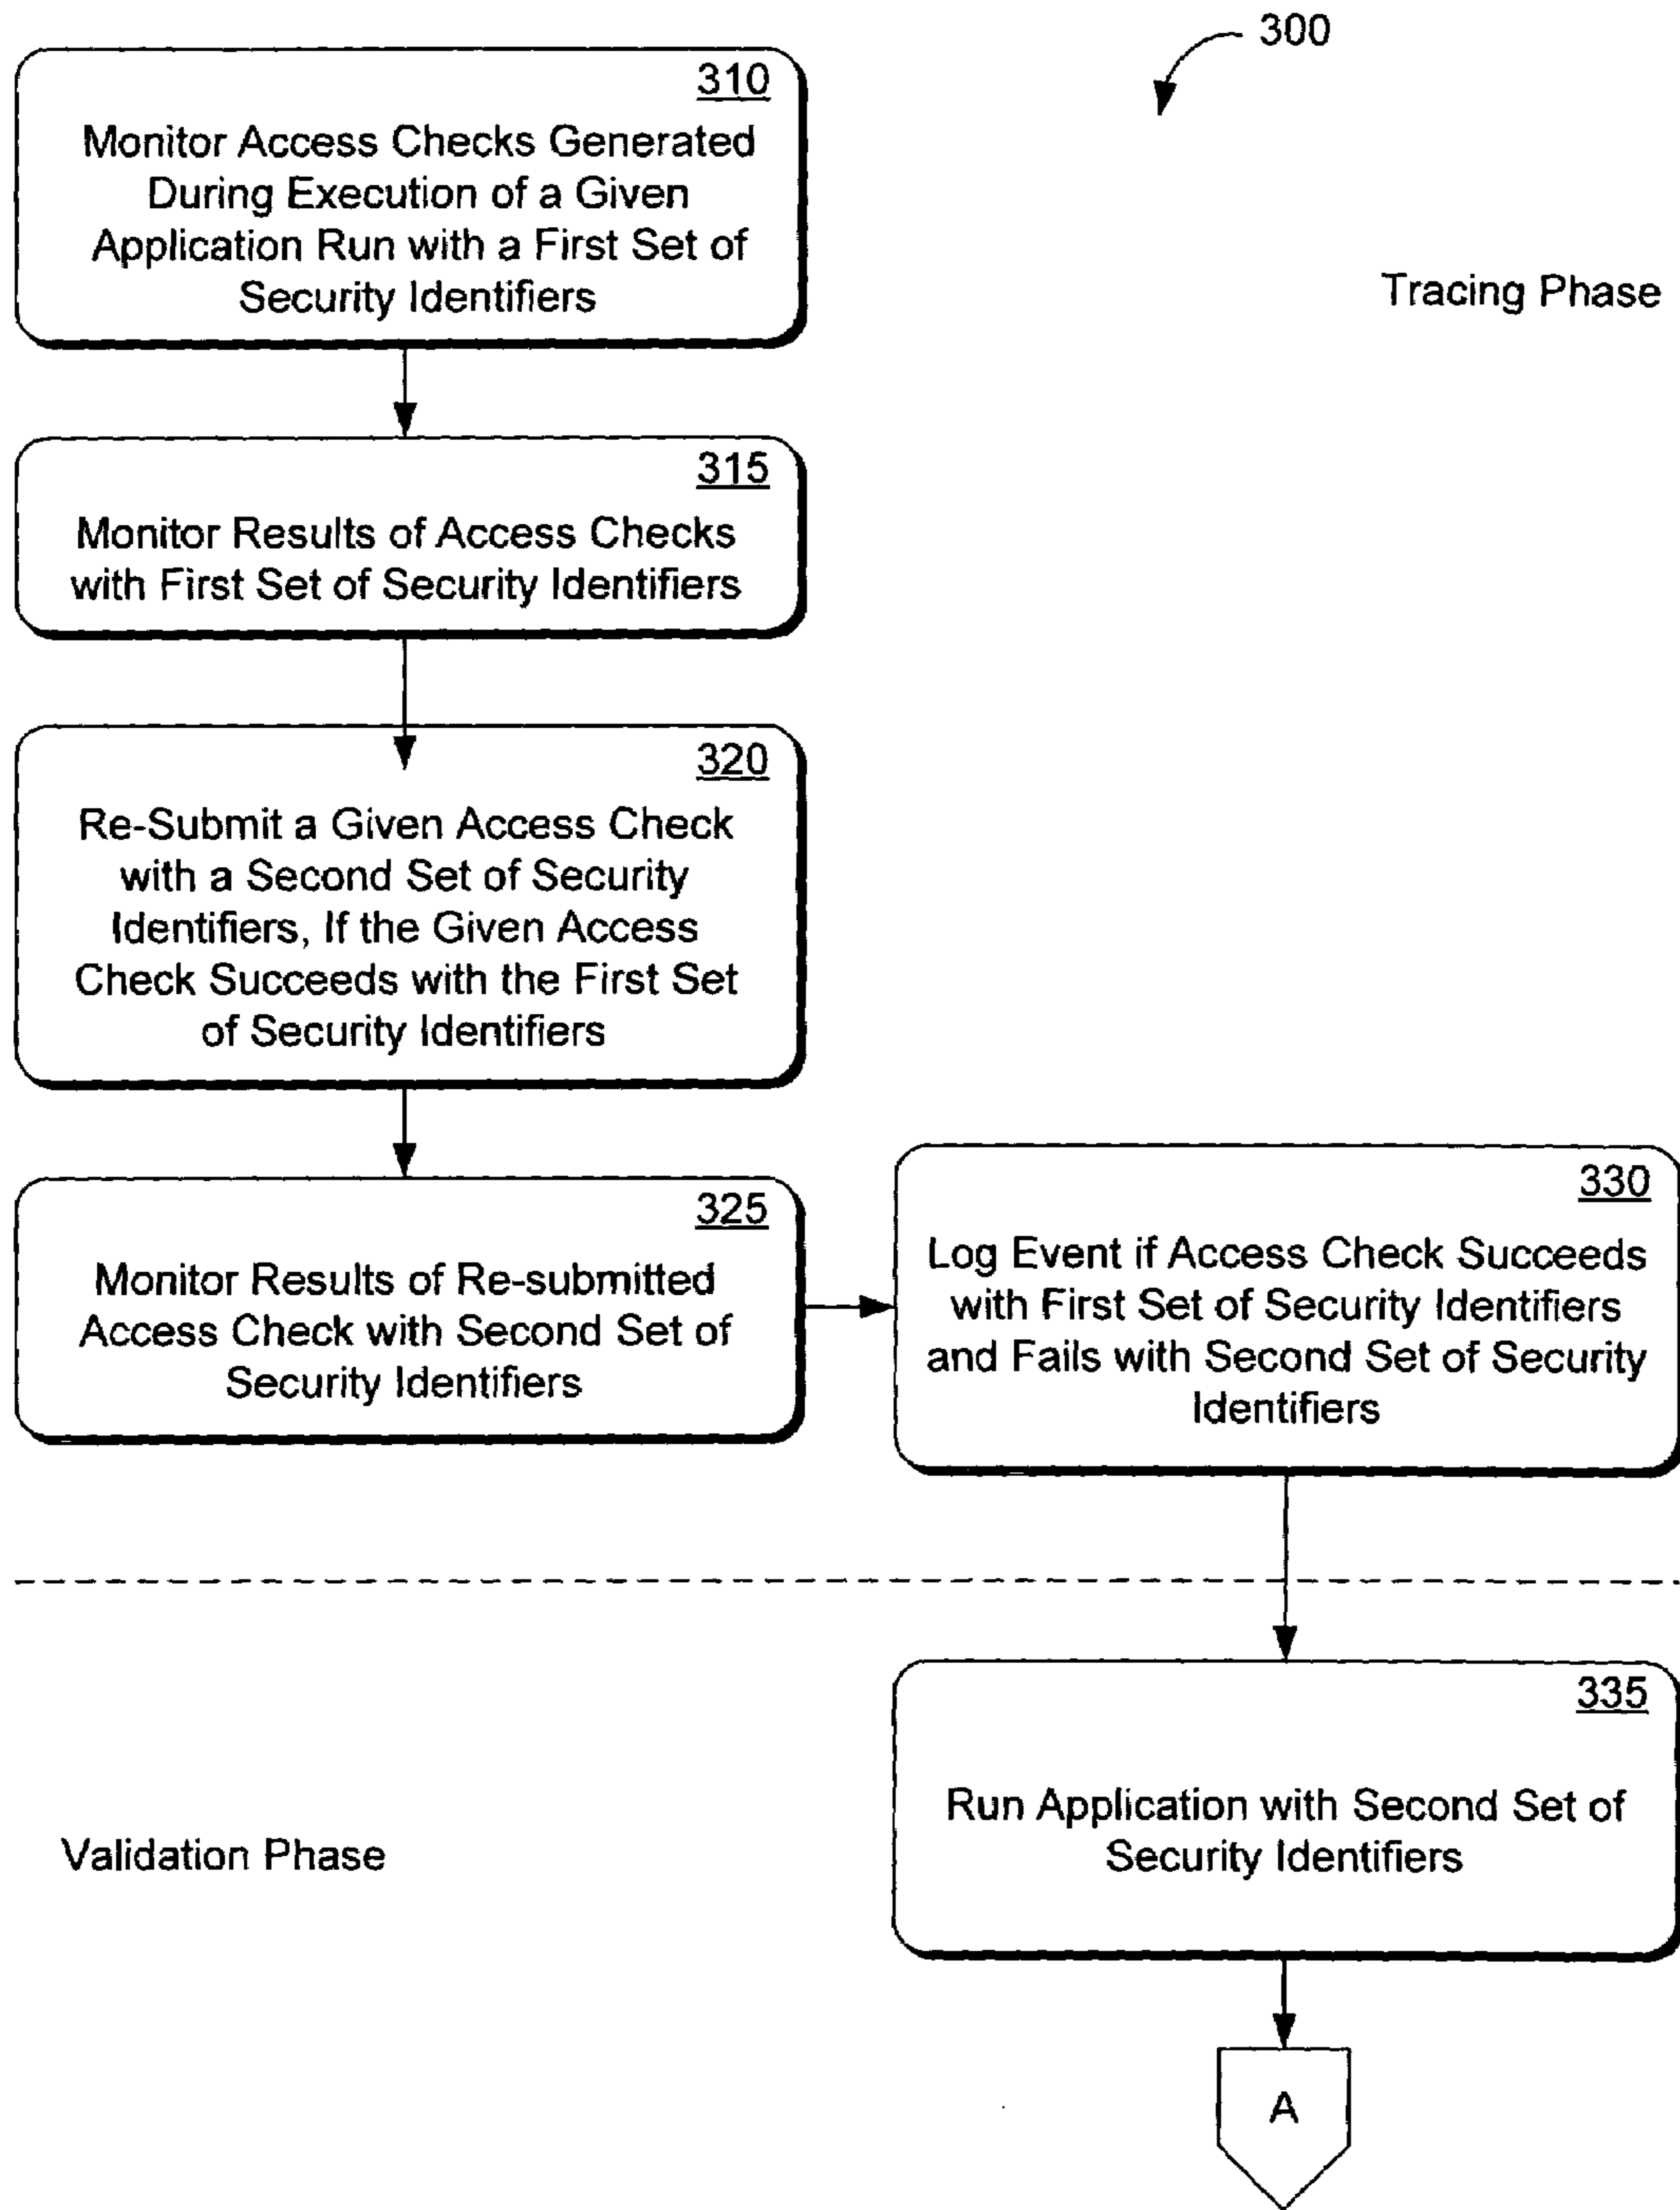 300
310
Monitor Access Checks Generated
During Execution of a Given
Application Run with a First Set of
Security Identifiers
Tracing Phase
315
Monitor Results of Access Checks
with First Set of Security Identifiers
320
Re-Submit a Given Access Check
with a Second Set of Security
Identifiers, If the Given Access
Check Succeeds with the First Set
of Security Identifiers
325
Monitor Results of Re-submitted
Access Check with Second Set of
Security Identifiers
330
Log Event if Access Check Succeeds
with First Set of Security Identifiers
and Fails with Second Set of Security
Identifiers
335
Run Application with Second Set of
Security Identifiers
Validation Phase
A